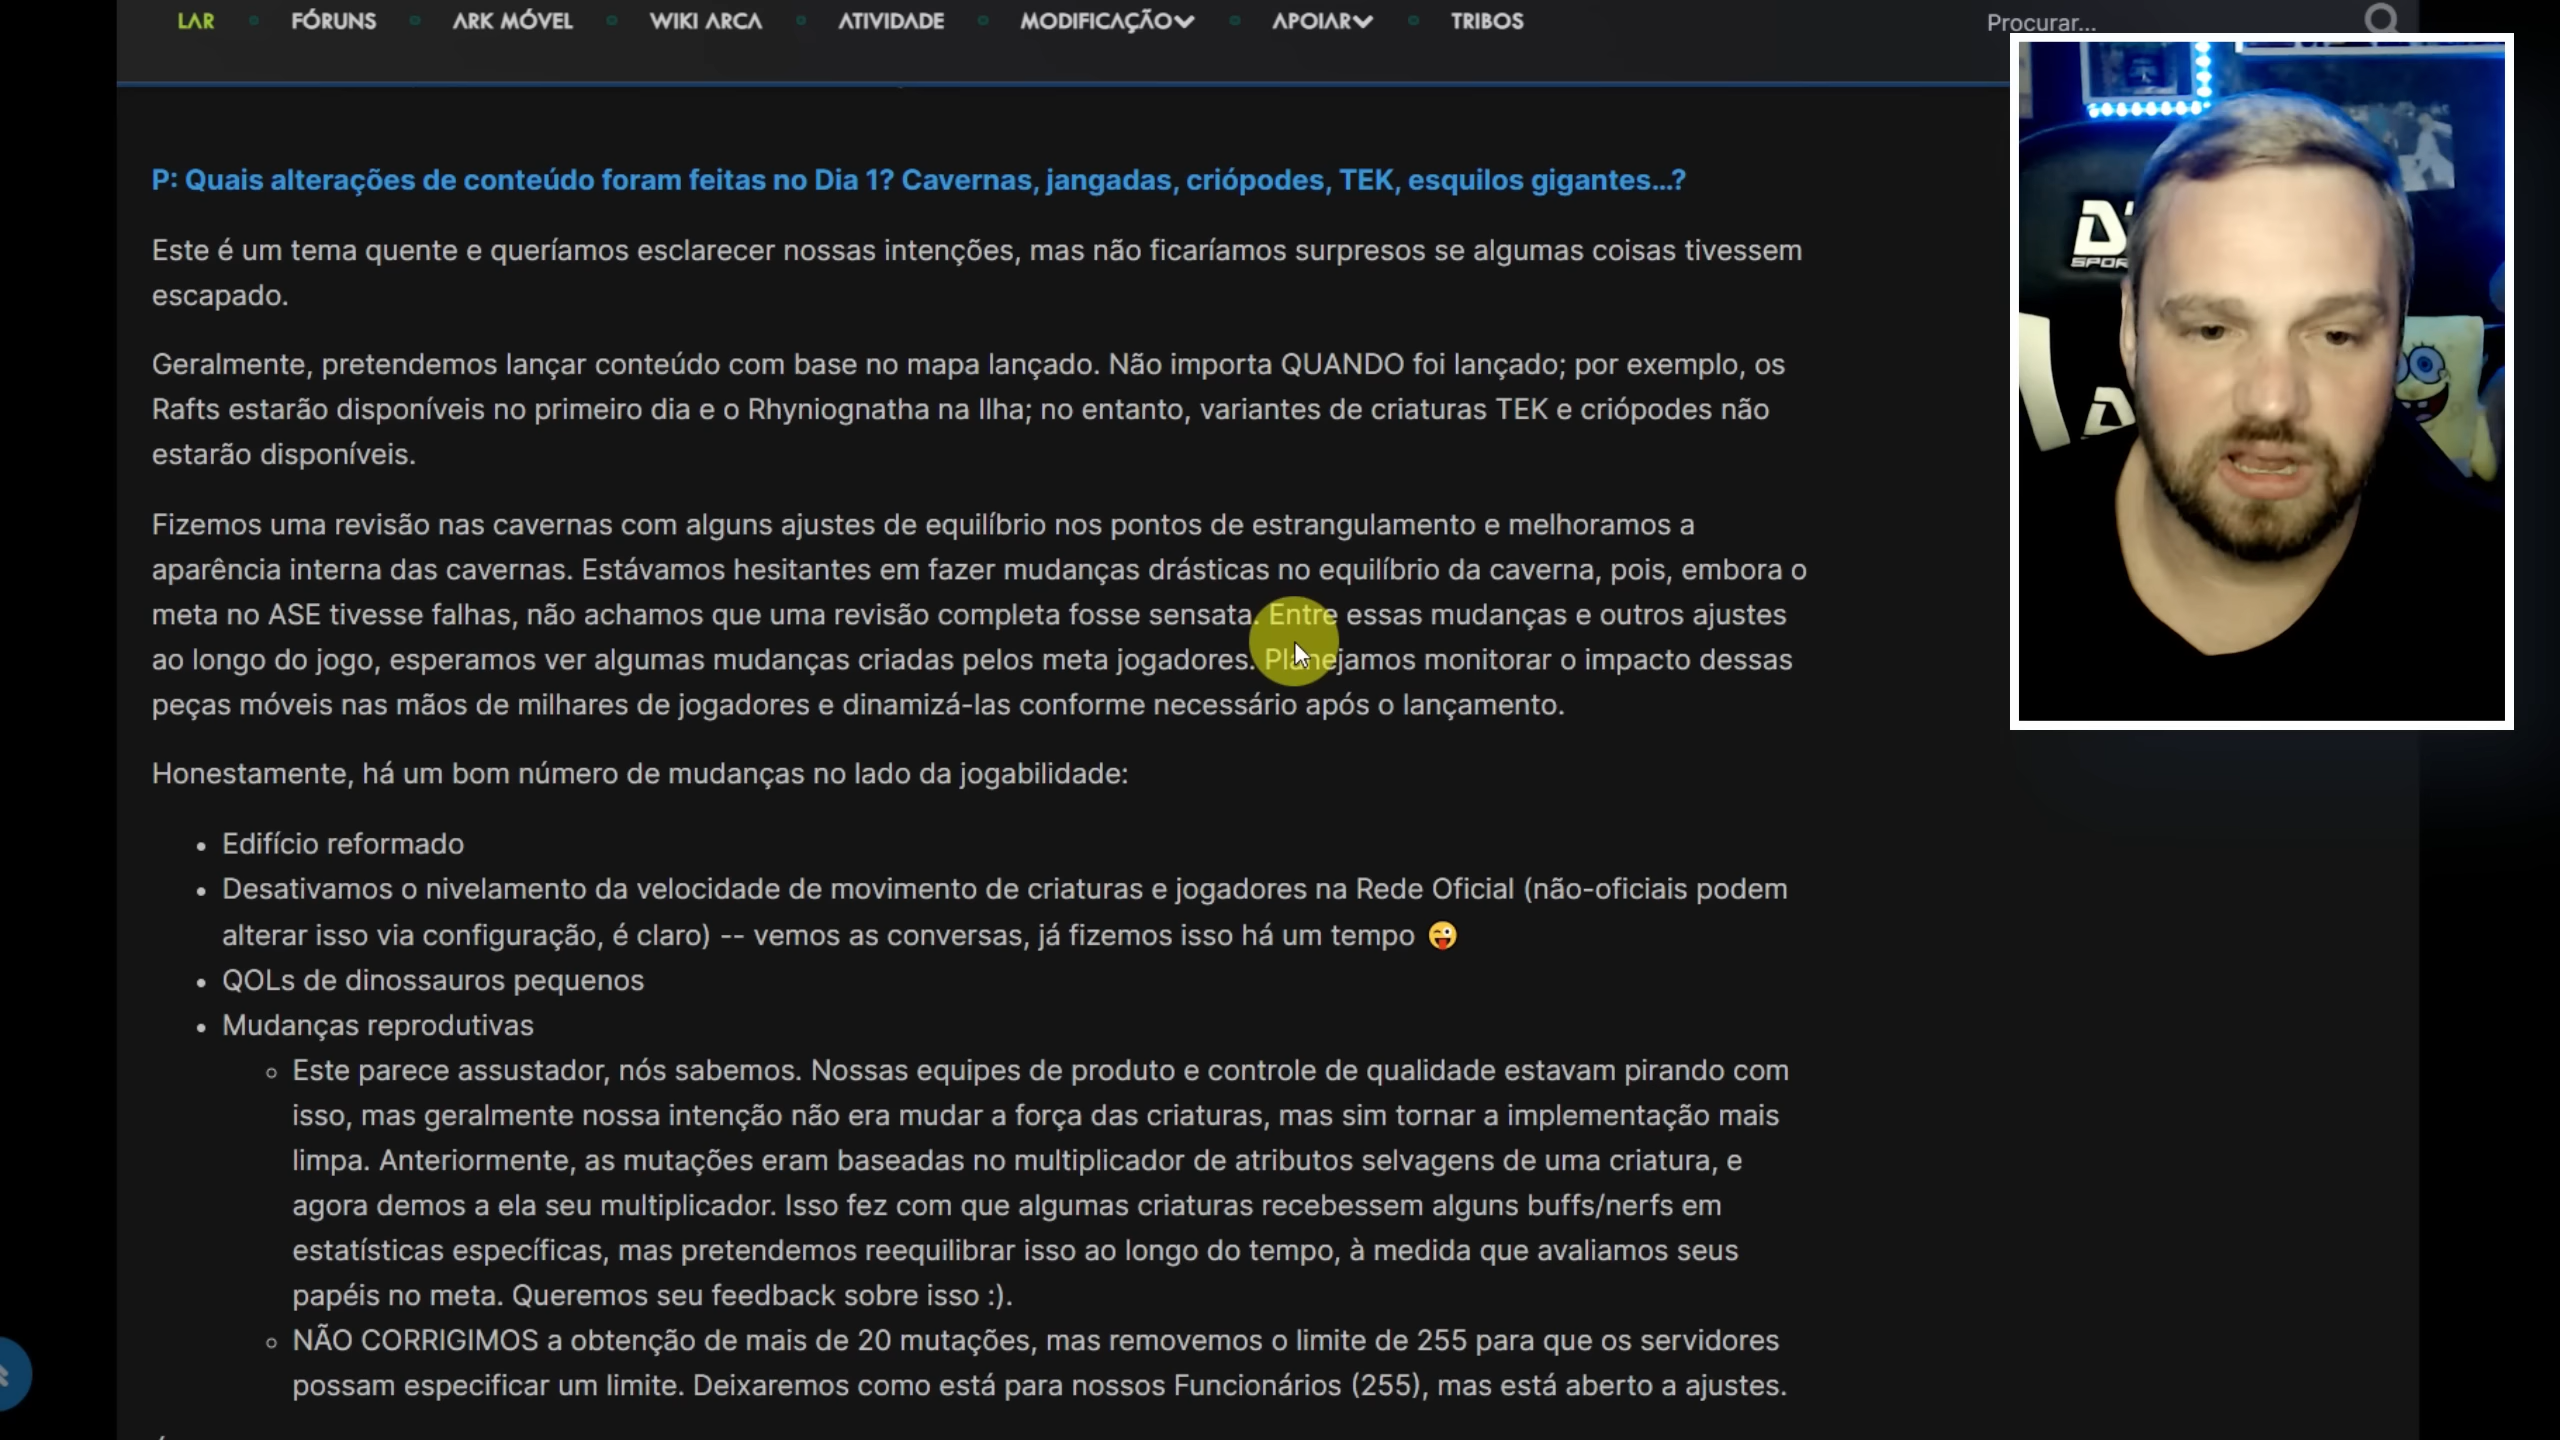 LAR FÓRUNS ARK MÓVEL WIKI ARCA ATIVIDADE MODIFICAÇÃO APOIAR TRIBOS Procurar...
P: Quais alterações de conteúdo foram feitas no Dia 1? Cavernas, jangadas, criópodes, TEK, esquilos gigantes...?
Este é um tema quente e queríamos esclarecer nossas intenções, mas não ficaríamos surpresos se algumas coisas tivessem
escapado.
Geralmente, pretendemos lançar conteúdo com base no mapa lançado. Não importa QUANDO foi lançado; por exemplo, os
Rafts estarão disponíveis no primeiro dia e o Rhyniognatha na Ilha; no entanto, variantes de criaturas TEK e criópodes não
estarão disponíveis.
Fizemos uma revisão nas cavernas com alguns ajustes de equilíbrio nos pontos de estrangulamento e melhoramos a
aparência interna das cavernas. Estávamos hesitantes em fazer mudanças drásticas no equilíbrio da caverna, pois, embora o
meta no ASE tivesse falhas, não achamos que uma revisão completa fosse sensata. Entre essas mudanças e outros ajustes
ao longo do jogo, esperamos ver algumas mudanças criadas pelos meta jogadores. Planejamos monitorar o impacto dessas
peças móveis nas mãos de milhares de jogadores e dinamizá-las conforme necessário após o lançamento.
Honestamente, há um bom número de mudanças no lado da jogabilidade:
• Edifício reformado
• Desativamos o nivelamento da velocidade de movimento de criaturas e jogadores na Rede Oficial (não-oficiais podem
alterar isso via configuração, é claro) -- vemos as conversas, já fizemos isso há um tempo 😜
• QOLs de dinossauros pequenos
• Mudanças reprodutivas
◦ Este parece assustador, nós sabemos. Nossas equipes de produto e controle de qualidade estavam pirando com
isso, mas geralmente nossa intenção não era mudar a força das criaturas, mas sim tornar a implementação mais
limpa. Anteriormente, as mutações eram baseadas no multiplicador de atributos selvagens de uma criatura, e
agora demos a ela seu multiplicador. Isso fez com que algumas criaturas recebessem alguns buffs/nerfs em
estatísticas específicas, mas pretendemos reequilibrar isso ao longo do tempo, à medida que avaliamos seus
papéis no meta. Queremos seu feedback sobre isso :).
◦ NÃO CORRIGIMOS a obtenção de mais de 20 mutações, mas removemos o limite de 255 para que os servidores
possam especificar um limite. Deixaremos como está para nossos Funcionários (255), mas está aberto a ajustes.